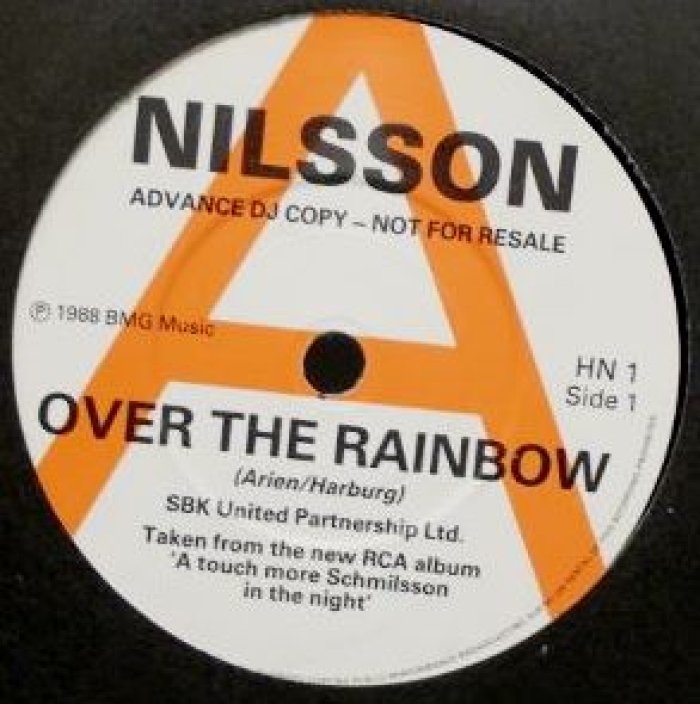 NILSSON
ADVANCE DJ COPY – NOT FOR RESALE
℗ 1988 BMG Music
HN 1
Side 1
OVER THE RAINBOW
(Arien/Harburg)
SBK United Partnership Ltd.
Taken from the new RCA album
'A touch more Schmilsson
in the night'